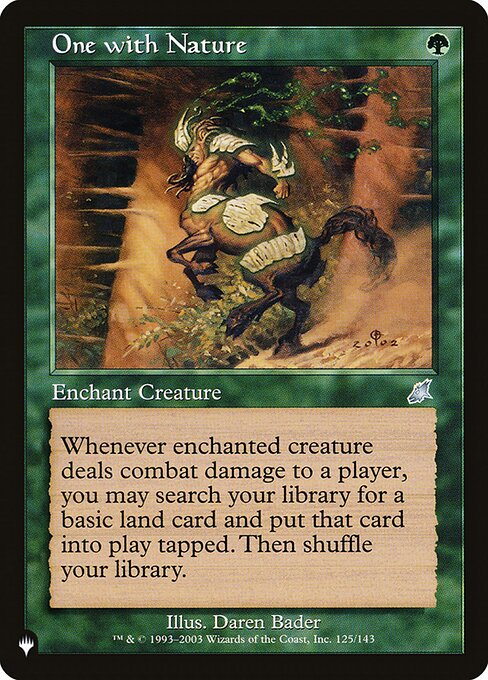 One with Nature
2002
Enchant Creature
Whenever enchanted creature
deals combat damage to a player,
you may search your library for a
basic land card and put that card
into play tapped. Then shuffle
your library.
Illus. Daren Bader
™ & © 1993–2003 Wizards of the Coast, Inc. 125/143